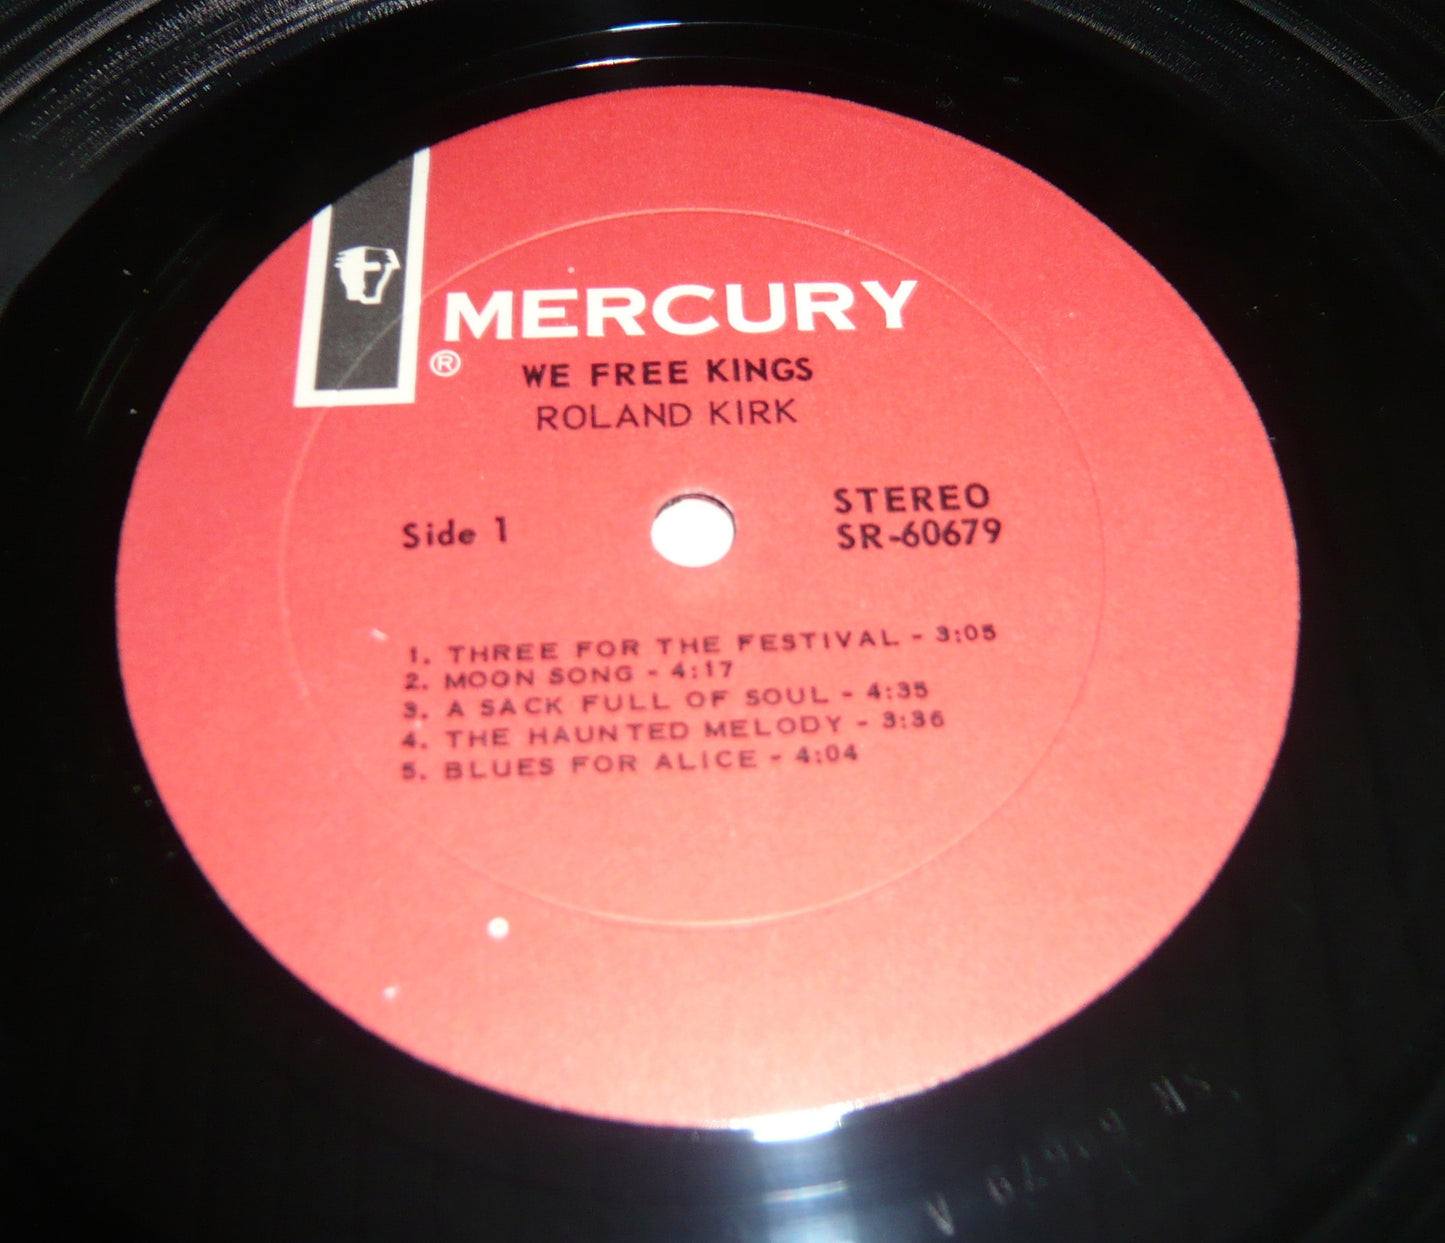 MERCURY
®
WE FREE KINGS
ROLAND KIRK
Side 1
STEREO
SR-60679
1. THREE FOR THE FESTIVAL - 3:05
2. MOON SONG - 4:17
3. A SACK FULL OF SOUL - 4:35
4. THE HAUNTED MELODY - 3:36
5. BLUES FOR ALICE - 4:04
SR 60679 A